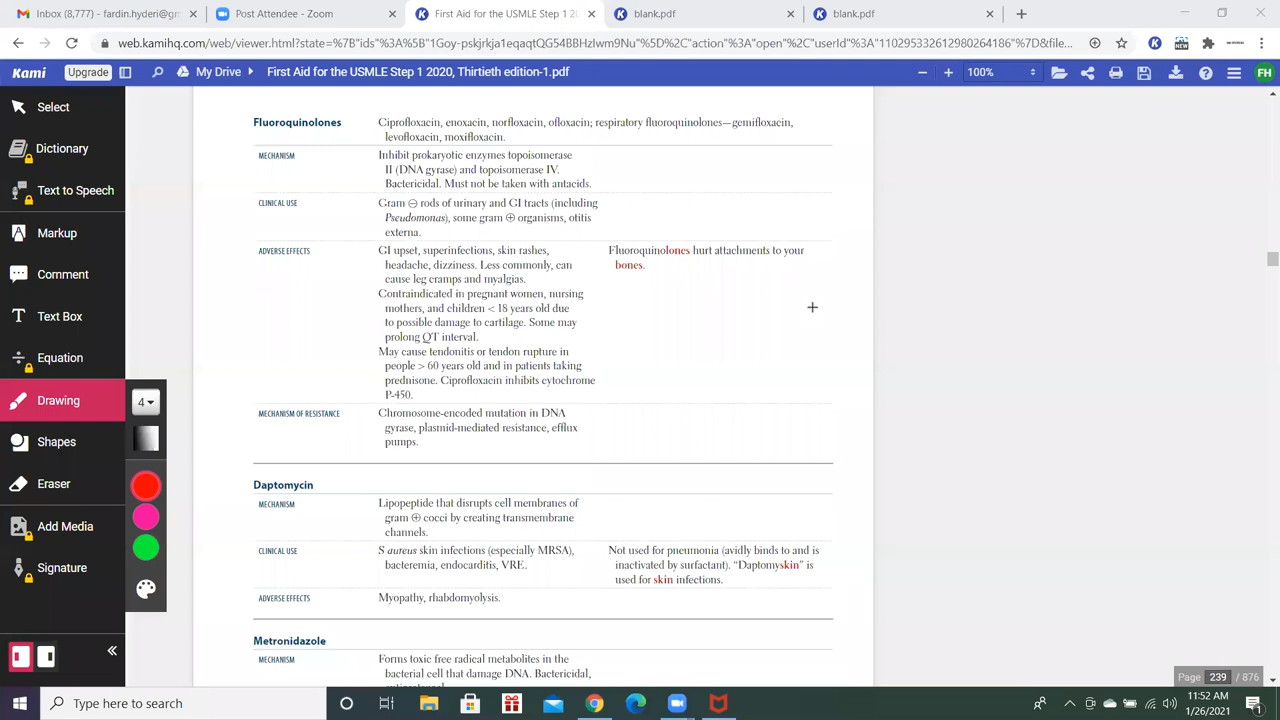 Inbox (8,777) - fardin.hyderi@gm
Post Attendee - Zoom
First Aid for the USMLE Step 1 20
blank.pdf
blank.pdf
web.kamihq.com/web/viewer.html?state=%7B"ids"%3A%5B"1Goy-pskjrkja1eqaqtQG54BBHzlwm9Nu"%5D%2C"action"%3A"open"%2C"userId"%3A"110295332612980264186"%7D&file...
Kami
Upgrade
My Drive
First Aid for the USMLE Step 1 2020, Thirtieth edition-1.pdf
100%
FH
Select
Dictionary
Text to Speech
Markup
Comment
Text Box
Equation
Drawing
Shapes
Eraser
Add Media
Signature
4
Fluoroquinolones
Ciprofloxacin, enoxacin, norfloxacin, ofloxacin; respiratory fluoroquinolones—gemifloxacin,
levofloxacin, moxifloxacin.
MECHANISM
Inhibit prokaryotic enzymes topoisomerase
II (DNA gyrase) and topoisomerase IV.
Bactericidal. Must not be taken with antacids.
CLINICAL USE
Gram ⊖ rods of urinary and GI tracts (including
Pseudomonas), some gram ⊕ organisms, otitis
externa.
ADVERSE EFFECTS
GI upset, superinfections, skin rashes,
headache, dizziness. Less commonly, can
cause leg cramps and myalgias.
Contraindicated in pregnant women, nursing
mothers, and children < 18 years old due
to possible damage to cartilage. Some may
prolong QT interval.
May cause tendonitis or tendon rupture in
people > 60 years old and in patients taking
prednisone. Ciprofloxacin inhibits cytochrome
P-450.
Fluoroquinolones hurt attachments to your
bones.
MECHANISM OF RESISTANCE
Chromosome-encoded mutation in DNA
gyrase, plasmid-mediated resistance, efflux
pumps.
Daptomycin
MECHANISM
Lipopeptide that disrupts cell membranes of
gram ⊕ cocci by creating transmembrane
channels.
CLINICAL USE
S aureus skin infections (especially MRSA),
bacteremia, endocarditis, VRE.
Not used for pneumonia (avidly binds to and is
inactivated by surfactant). "Daptomyskin" is
used for skin infections.
ADVERSE EFFECTS
Myopathy, rhabdomyolysis.
Metronidazole
MECHANISM
Forms toxic free radical metabolites in the
bacterial cell that damage DNA. Bactericidal,
Page 239 / 876
Type here to search
11:52 AM
1/26/2021